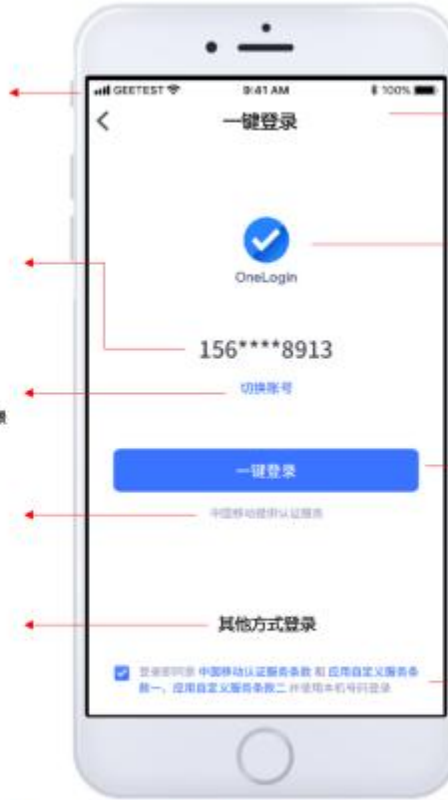 GEETEST 9:41 AM 100%
一键登录
OneLogin
156****8913
切换账号
一键登录
中国移动提供认证服务
其他方式登录
登录即同意 中国移动认证服务条款 和 应用自定义服务条
款一、应用自定义服务条款二 并使用本机号码登录